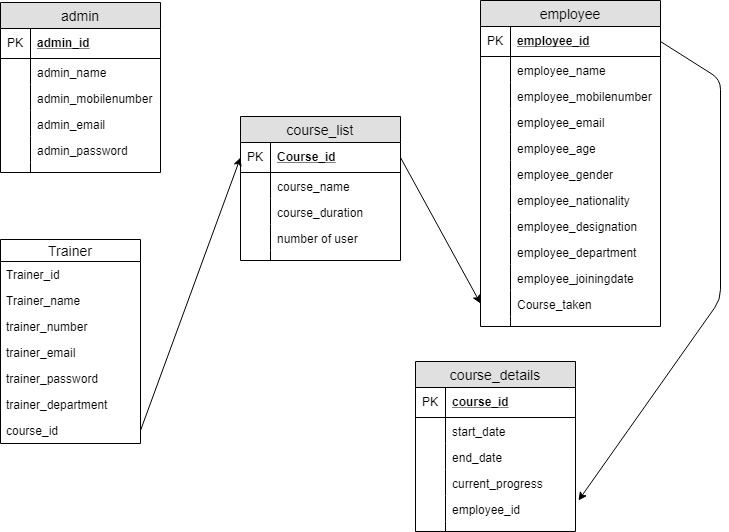 admin
PK admin_id
admin_name
admin_mobilenumber
admin_email
admin_password
Trainer
Trainer_id
Trainer_name
trainer_number
trainer_email
trainer_password
trainer_department
course_id
course_list
PK Course_id
course_name
course_duration
number of user
employee
PK employee_id
employee_name
employee_mobilenumber
employee_email
employee_age
employee_gender
employee_nationality
employee_designation
employee_department
employee_joiningdate
Course_taken
course_details
PK course_id
start_date
end_date
current_progress
employee_id